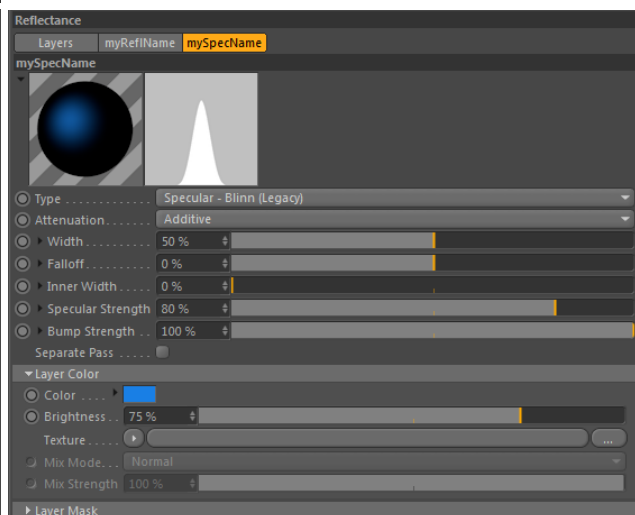 Reflectance
Layers myReflName mySpecName
mySpecName
Type . . . . . . . . . . . . . Specular - Blinn (Legacy)
Attenuation. . . . . . . Additive
Width . . . . . . . . . . 50 %
Falloff. . . . . . . . . . 0 %
Inner Width . . . . . 0 %
Specular Strength 80 %
Bump Strength . . 100 %
Separate Pass . . . . .
Layer Color
Color . . . .
Brightness . . 75 %
Texture . . . . . ...
Mix Mode. . . Normal
Mix Strength 100 %
Layer Mask